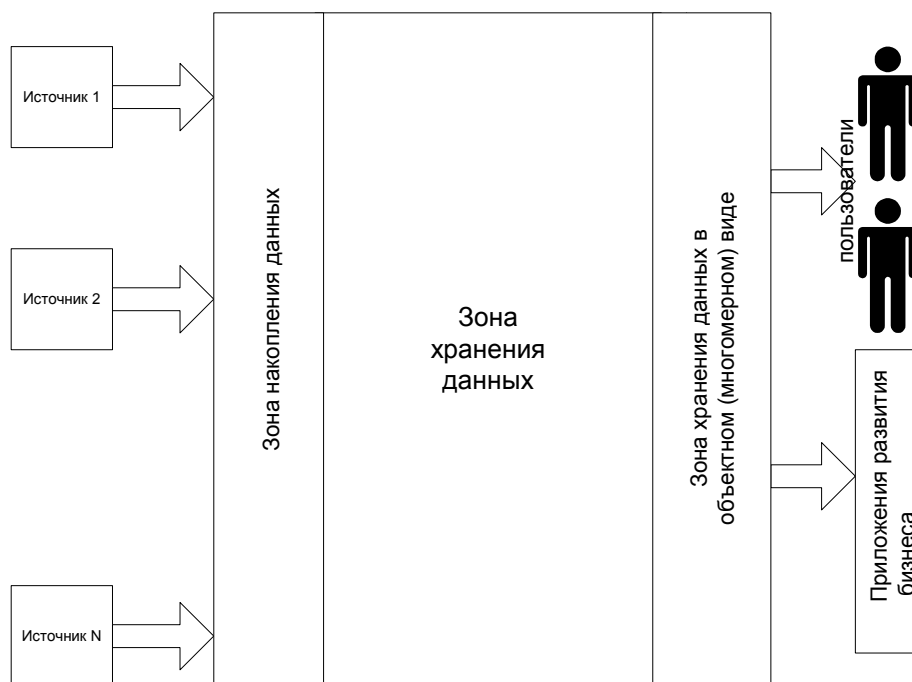 Источник 1
Источник 2
Источник N
Зона накопления данных
Зона
хранения
данных
Зона хранения данных в
объектном (многомерном) виде
пользователи
Приложения развития
бизнеса